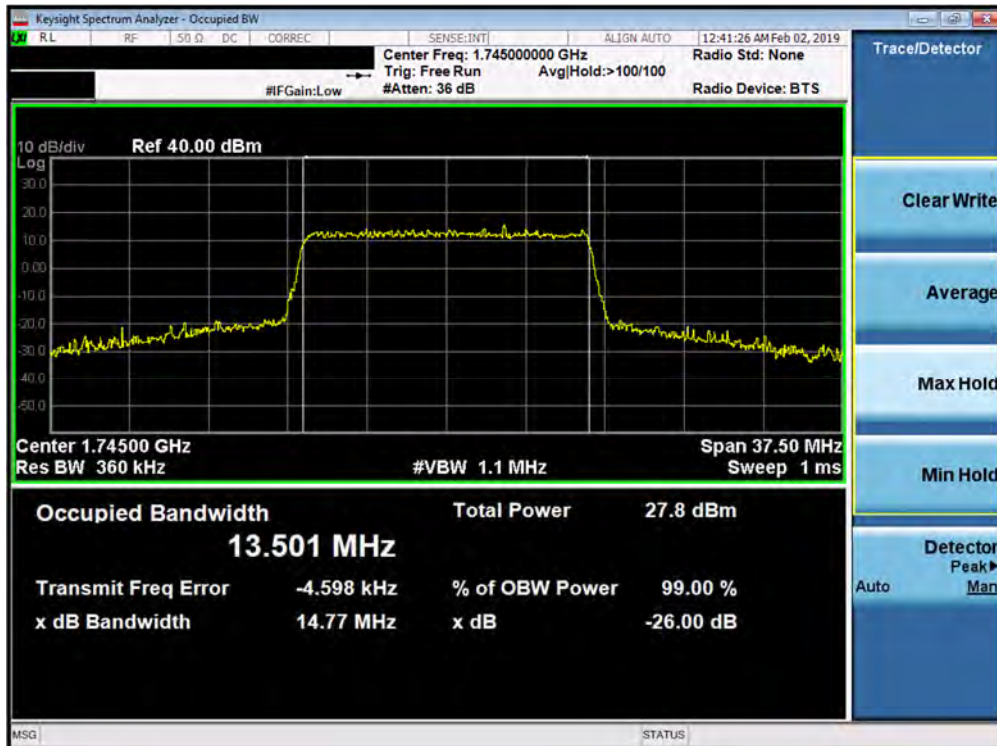 Keysight Spectrum Analyzer - Occupied BW
RL RF 50 Ω DC CORREC SENSE:INT ALIGN AUTO 12:41:26 AM Feb 02, 2019
Center Freq: 1.745000000 GHz Radio Std: None
Trig: Free Run Avg|Hold:>100/100
#IFGain:Low #Atten: 36 dB Radio Device: BTS
10 dB/div Ref 40.00 dBm
Log
30.0
20.0
10.0
0.00
-10.0
-20.0
-30.0
-40.0
-50.0
Center 1.74500 GHz Span 37.50 MHz
Res BW 360 kHz #VBW 1.1 MHz Sweep 1 ms
Occupied Bandwidth Total Power 27.8 dBm
13.501 MHz
Transmit Freq Error -4.598 kHz % of OBW Power 99.00 %
x dB Bandwidth 14.77 MHz x dB -26.00 dB
MSG STATUS
Trace/Detector
Clear Write
Average
Max Hold
Min Hold
Detector
Peak▶
Auto Man